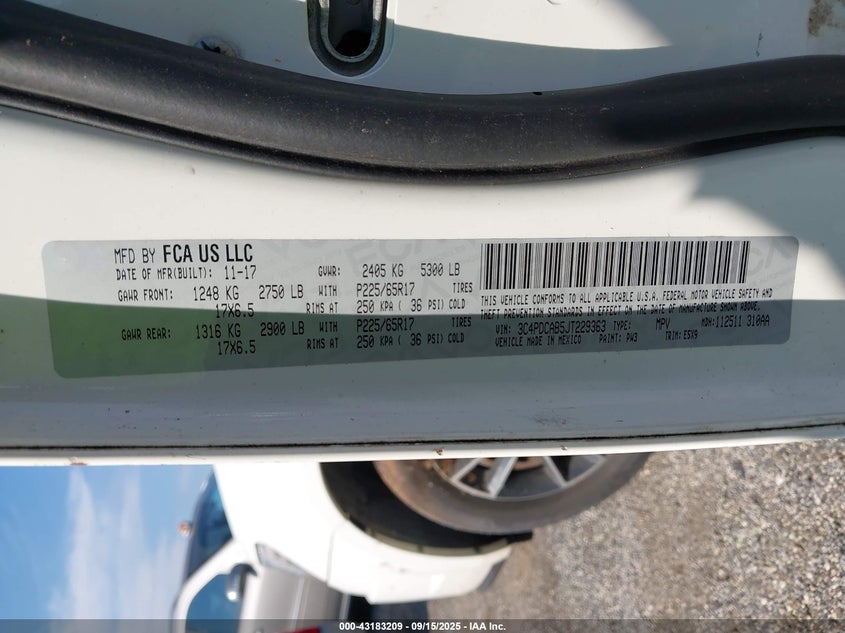 MFD BY FCA US LLC
DATE OF MFR(BUILT): 11-17 GVWR: 2405 KG 5300 LB
GAWR FRONT: 1248 KG 2750 LB WITH P225/65R17 TIRES
17X6.5 RIMS AT 250 KPA ( 36 PSI) COLD
GAWR REAR: 1316 KG 2900 LB WITH P225/65R17 TIRES
17X6.5 RIMS AT 250 KPA ( 36 PSI) COLD
THIS VEHICLE CONFORMS TO ALL APPLICABLE U.S.A. FEDERAL MOTOR VEHICLE SAFETY AND
THEFT PREVENTION STANDARDS IN EFFECT ON THE DATE OF MANUFACTURE SHOWN ABOVE.
VIN: 3C4PDCAB5JT229363 TYPE: MPV MDH: 112511 310AA
VEHICLE MADE IN MEXICO PAINT: PW3 TRIM: E5X9
000-43183209 - 09/15/2025 - IAA Inc.